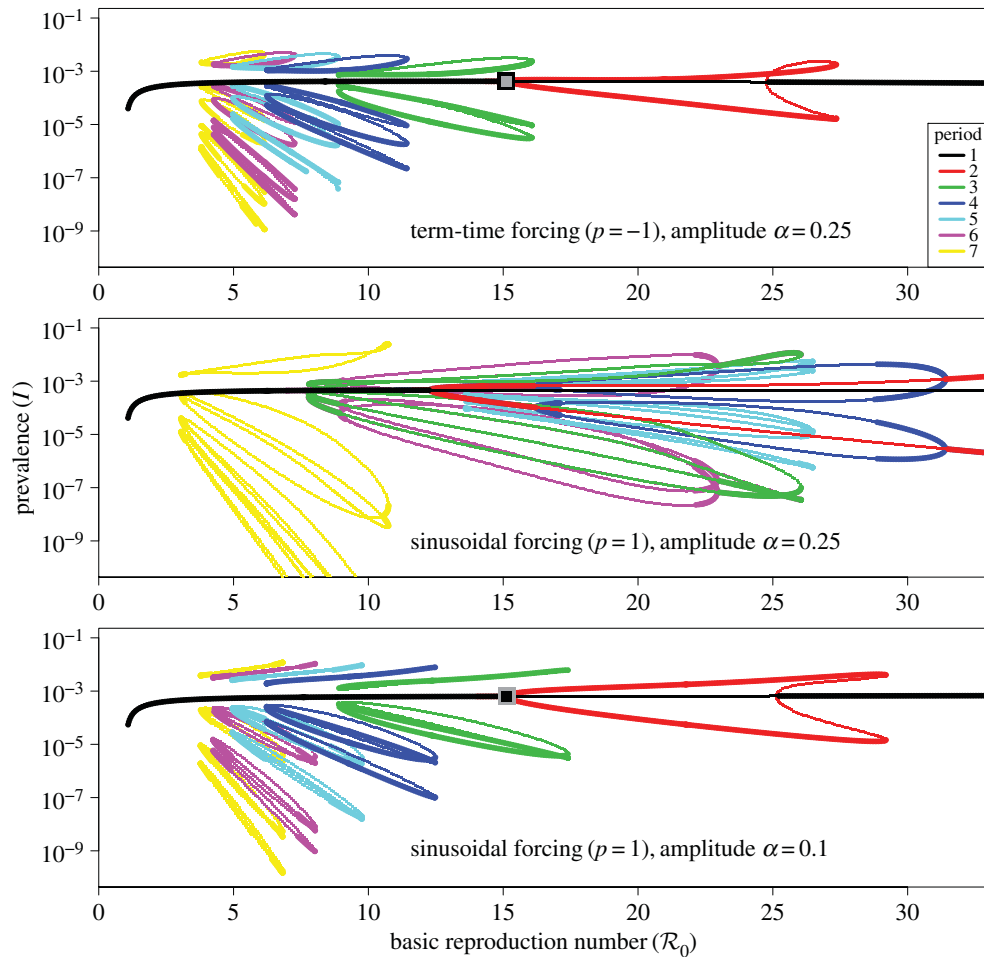 10⁻¹
10⁻³
10⁻⁵
10⁻⁷
10⁻⁹
period
1
2
3
4
5
6
7
term-time forcing (p = −1), amplitude α = 0.25
0 5 10 15 20 25 30
prevalence (I)
10⁻¹
10⁻³
10⁻⁵
10⁻⁷
10⁻⁹
sinusoidal forcing (p = 1), amplitude α = 0.25
0 5 10 15 20 25 30
10⁻¹
10⁻³
10⁻⁵
10⁻⁷
10⁻⁹
sinusoidal forcing (p = 1), amplitude α = 0.1
0 5 10 15 20 25 30
basic reproduction number (ℛ₀)